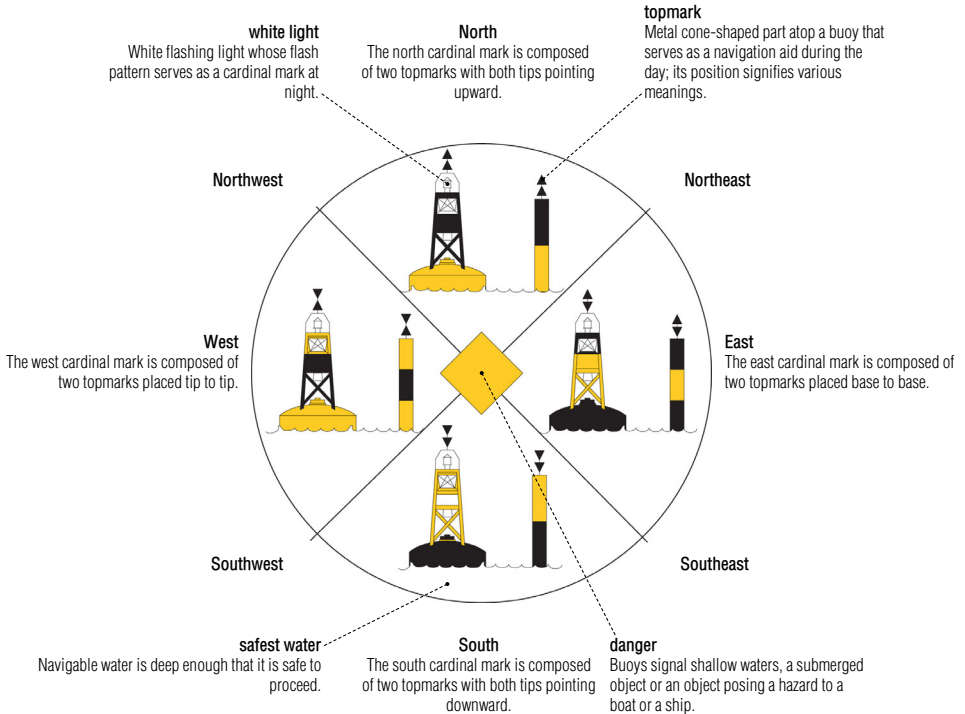 white light
White flashing light whose flash
pattern serves as a cardinal mark at
night.
North
The north cardinal mark is composed
of two topmarks with both tips pointing
upward.
topmark
Metal cone-shaped part atop a buoy that
serves as a navigation aid during the
day; its position signifies various
meanings.
Northwest
Northeast
West
The west cardinal mark is composed of
two topmarks placed tip to tip.
East
The east cardinal mark is composed of
two topmarks placed base to base.
Southwest
Southeast
safest water
Navigable water is deep enough that it is safe to
proceed.
South
The south cardinal mark is composed
of two topmarks with both tips pointing
downward.
danger
Buoys signal shallow waters, a submerged
object or an object posing a hazard to a
boat or a ship.